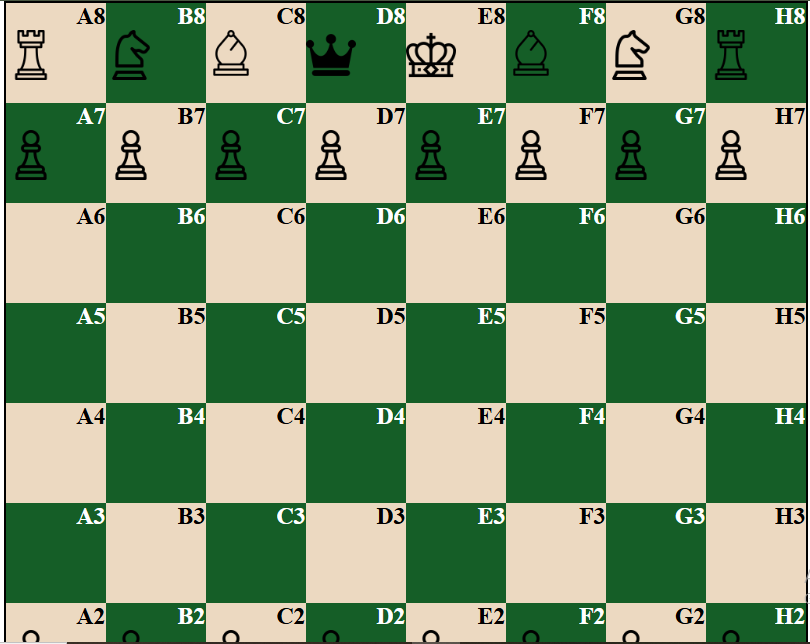 A8 B8 C8 D8 E8 F8 G8 H8
A7 B7 C7 D7 E7 F7 G7 H7
A6 B6 C6 D6 E6 F6 G6 H6
A5 B5 C5 D5 E5 F5 G5 H5
A4 B4 C4 D4 E4 F4 G4 H4
A3 B3 C3 D3 E3 F3 G3 H3
A2 B2 C2 D2 E2 F2 G2 H2